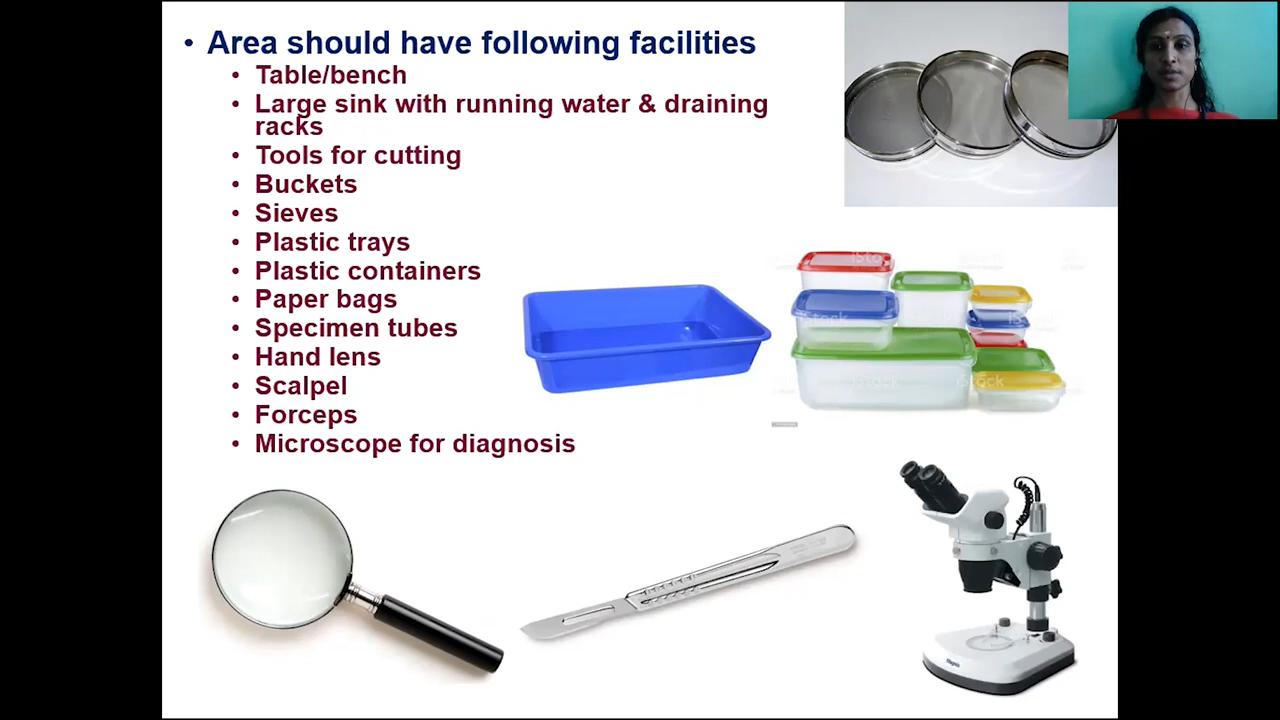 • Area should have following facilities
• Table/bench
• Large sink with running water & draining
racks
• Tools for cutting
• Buckets
• Sieves
• Plastic trays
• Plastic containers
• Paper bags
• Specimen tubes
• Hand lens
• Scalpel
• Forceps
• Microscope for diagnosis
iStock